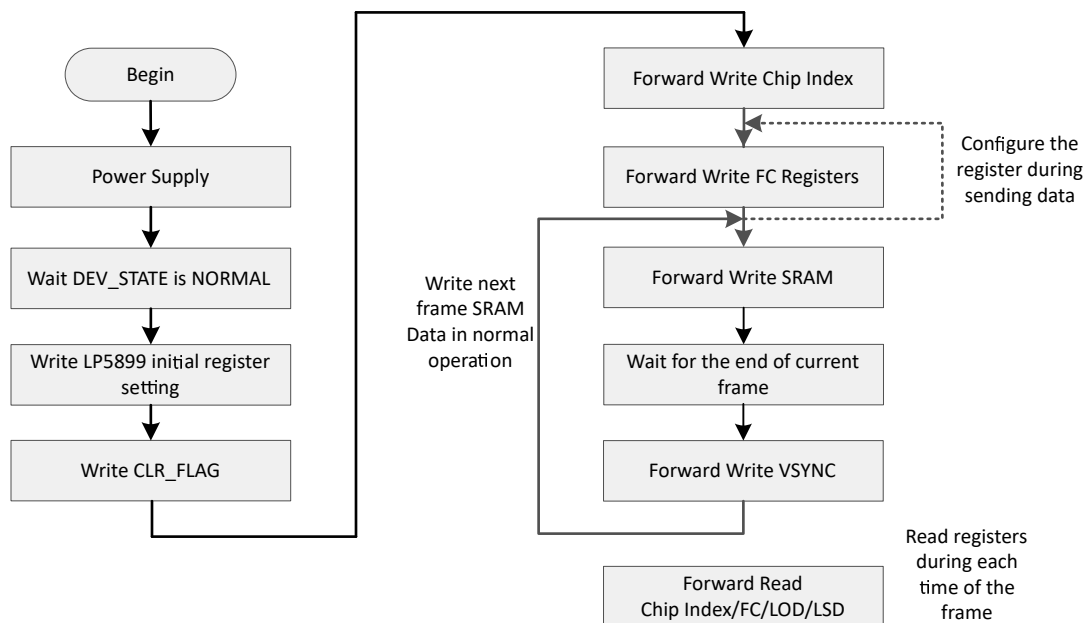 Begin
Power Supply
Wait DEV_STATE is NORMAL
Write LP5899 initial register
setting
Write CLR_FLAG
Forward Write Chip Index
Configure the
register during
sending data
Forward Write FC Registers
Write next
frame SRAM
Data in normal
operation
Forward Write SRAM
Wait for the end of current
frame
Forward Write VSYNC
Read registers
during each
time of the
frame
Forward Read
Chip Index/FC/LOD/LSD